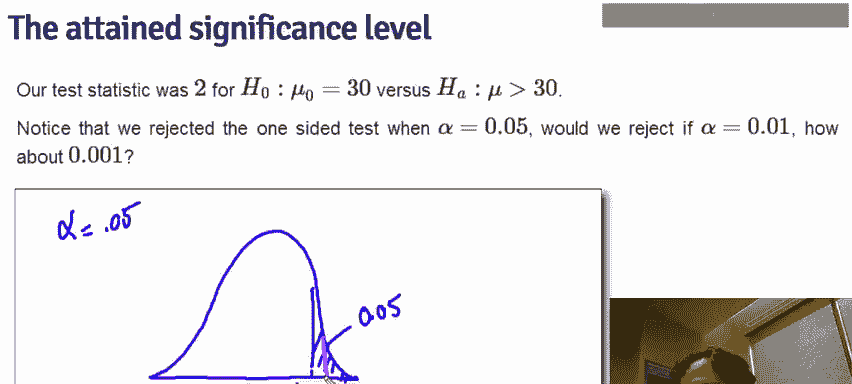 The attained significance level
Our test statistic was 2 for H₀ : μ₀ = 30 versus Hₐ : μ > 30.
Notice that we rejected the one sided test when α = 0.05, would we reject if α = 0.01, how
about 0.001?
α = .05
0.05